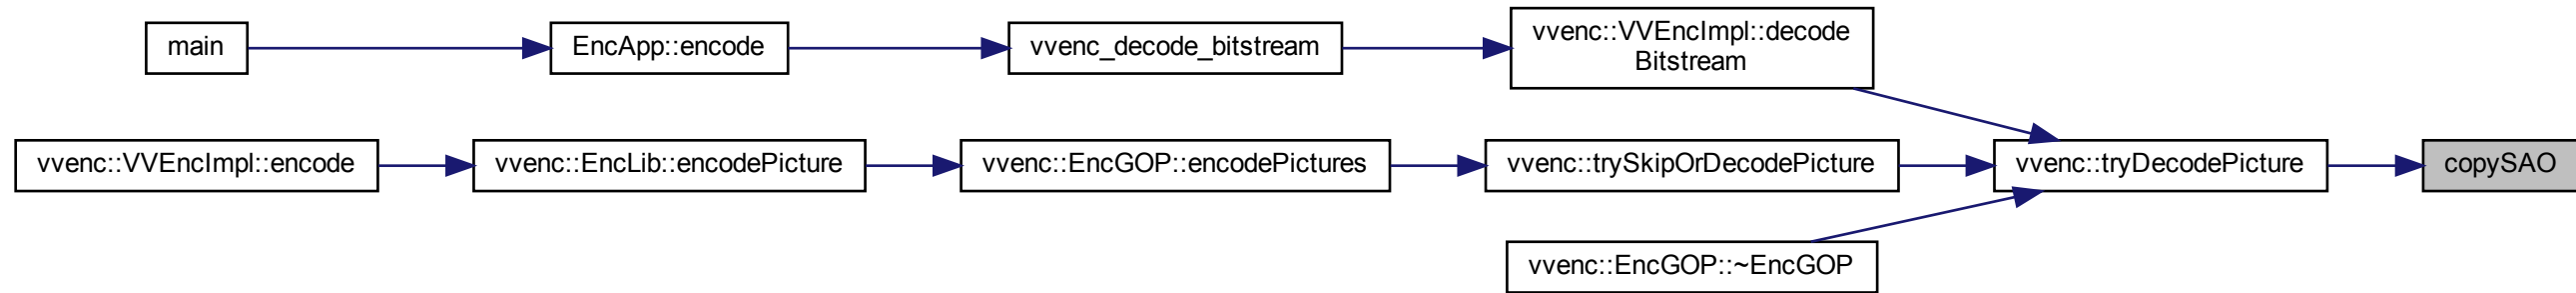 main
EncApp::encode
vvenc_decode_bitstream
vvenc::VVEncImpl::decode
Bitstream
vvenc::VVEncImpl::encode
vvenc::EncLib::encodePicture
vvenc::EncGOP::encodePictures
vvenc::trySkipOrDecodePicture
vvenc::tryDecodePicture
copySAO
vvenc::EncGOP::~EncGOP